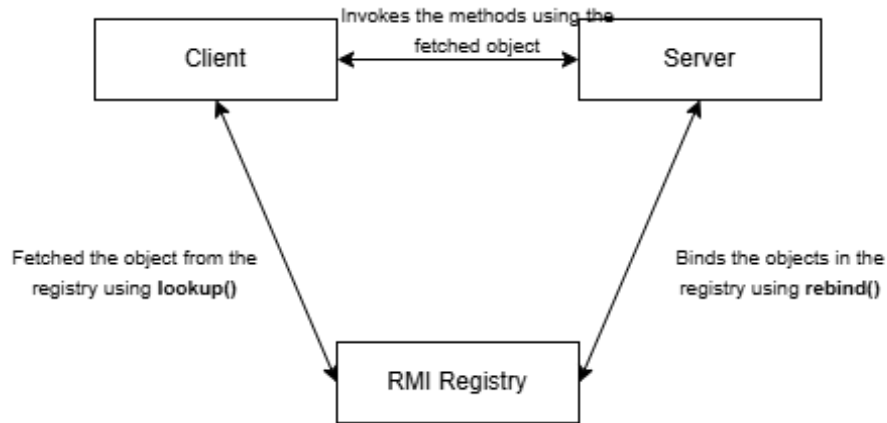 Invokes the methods using the
fetched object
Client
Server
Fetched the object from the
registry using lookup()
Binds the objects in the
registry using rebind()
RMI Registry